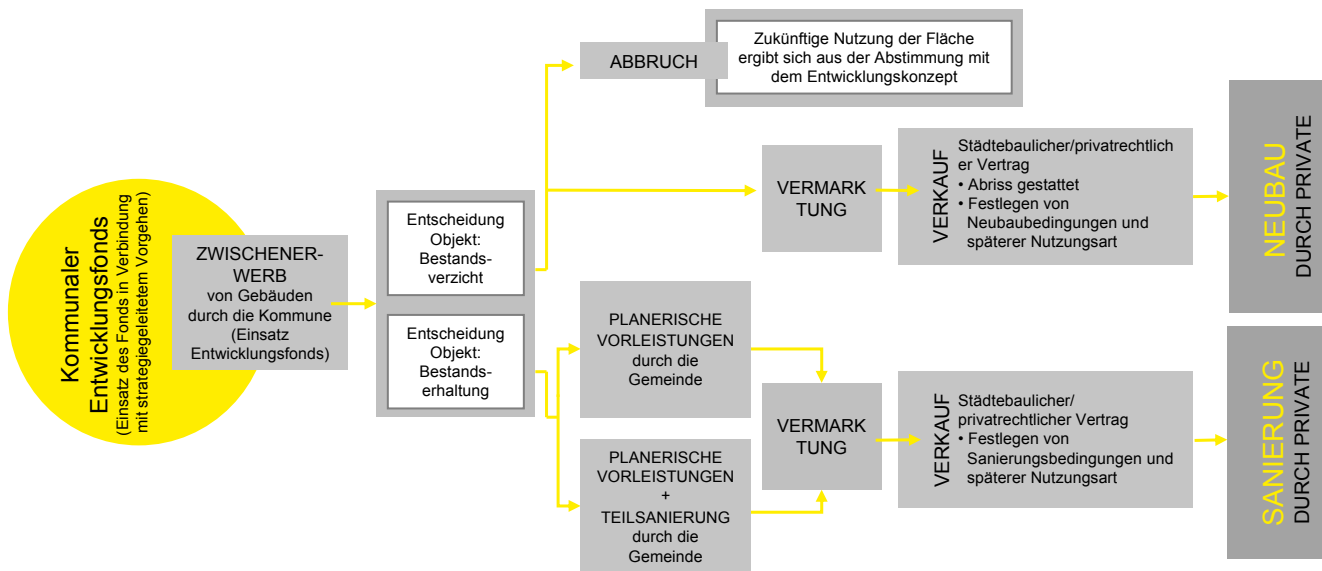 Kommunaler
Entwicklungsfonds
(Einsatz des Fonds in Verbindung
mit strategiegeleitetem Vorgehen)
ZWISCHENER-
WERB
von Gebäuden
durch die Kommune
(Einsatz
Entwicklungsfonds)
Entscheidung
Objekt:
Bestands-
verzicht
Entscheidung
Objekt:
Bestands-
erhaltung
ABBRUCH
Zukünftige Nutzung der Fläche
ergibt sich aus der Abstimmung mit
dem Entwicklungskonzept
VERMARK
TUNG
VERKAUF
Städtebaulicher/privatrechtlich
er Vertrag
• Abriss gestattet
• Festlegen von
Neubaubedingungen und
späterer Nutzungsart
NEUBAU
DURCH PRIVATE
PLANERISCHE
VORLEISTUNGEN
durch die
Gemeinde
PLANERISCHE
VORLEISTUNGEN
+
TEILSANIERUNG
durch die
Gemeinde
VERMARK
TUNG
VERKAUF
Städtebaulicher/
privatrechtlicher Vertrag
• Festlegen von
Sanierungsbedingungen und
späterer Nutzungsart
SANIERUNG
DURCH PRIVATE